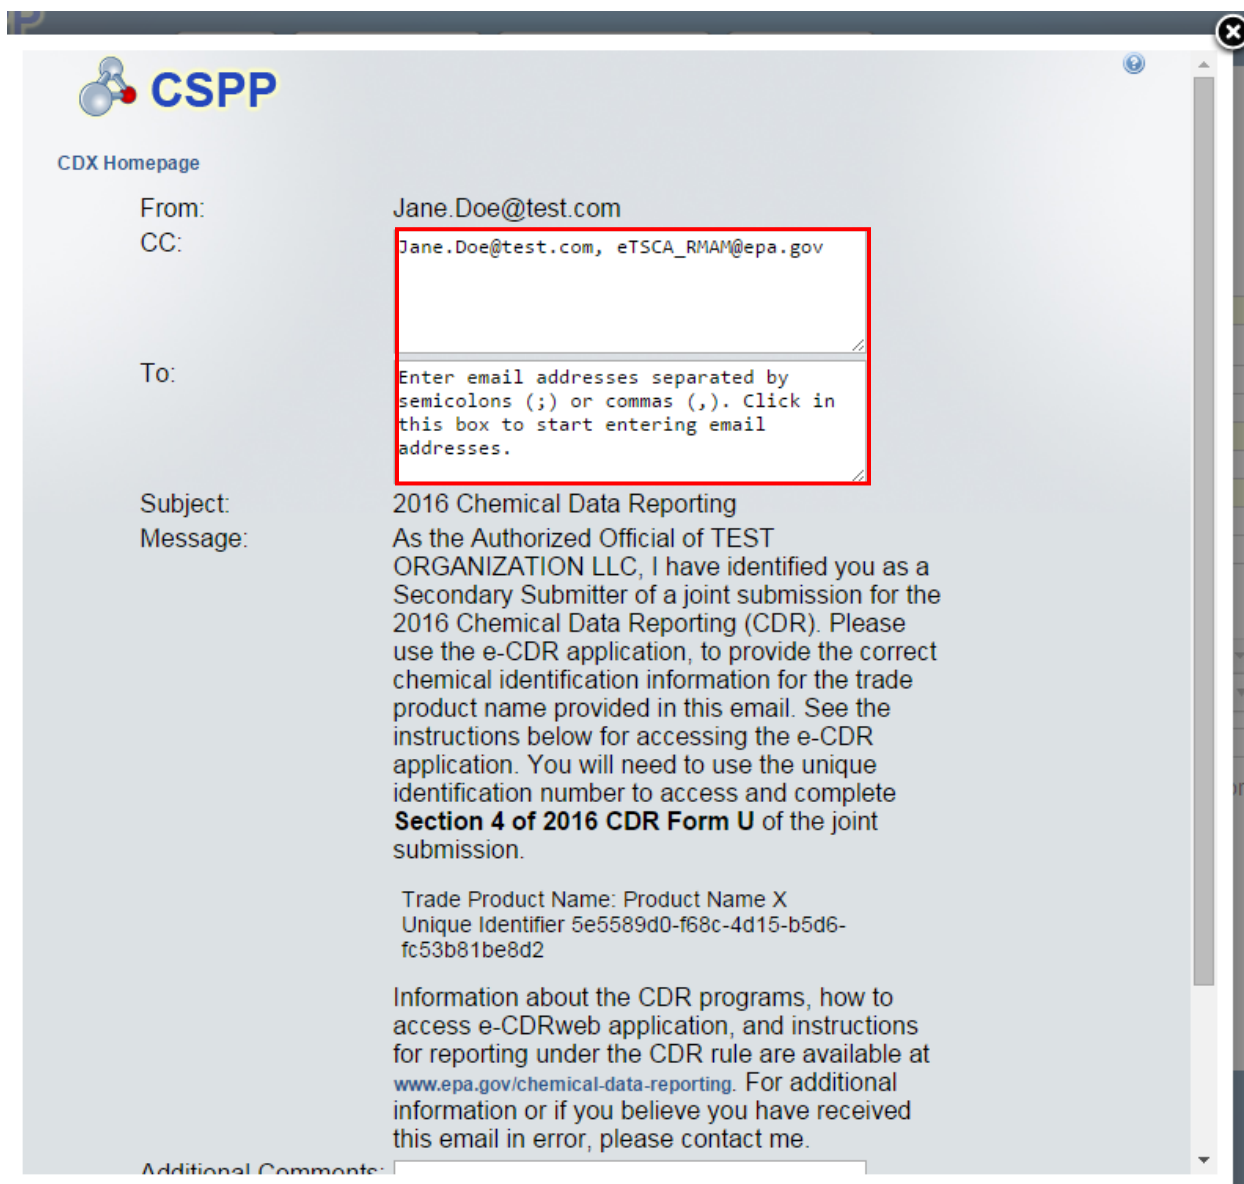 CSPP
CDX Homepage
From: Jane.Doe@test.com
CC: Jane.Doe@test.com, eTSCA_RMAM@epa.gov
To: Enter email addresses separated by
semicolons (;) or commas (,). Click in
this box to start entering email
addresses.
Subject: 2016 Chemical Data Reporting
Message: As the Authorized Official of TEST
ORGANIZATION LLC, I have identified you as a
Secondary Submitter of a joint submission for the
2016 Chemical Data Reporting (CDR). Please
use the e-CDR application, to provide the correct
chemical identification information for the trade
product name provided in this email. See the
instructions below for accessing the e-CDR
application. You will need to use the unique
identification number to access and complete
Section 4 of 2016 CDR Form U of the joint
submission.
Trade Product Name: Product Name X
Unique Identifier 5e5589d0-f68c-4d15-b5d6-
fc53b81be8d2
Information about the CDR programs, how to
access e-CDRweb application, and instructions
for reporting under the CDR rule are available at
www.epa.gov/chemical-data-reporting. For additional
information or if you believe you have received
this email in error, please contact me.
Additional Comments: